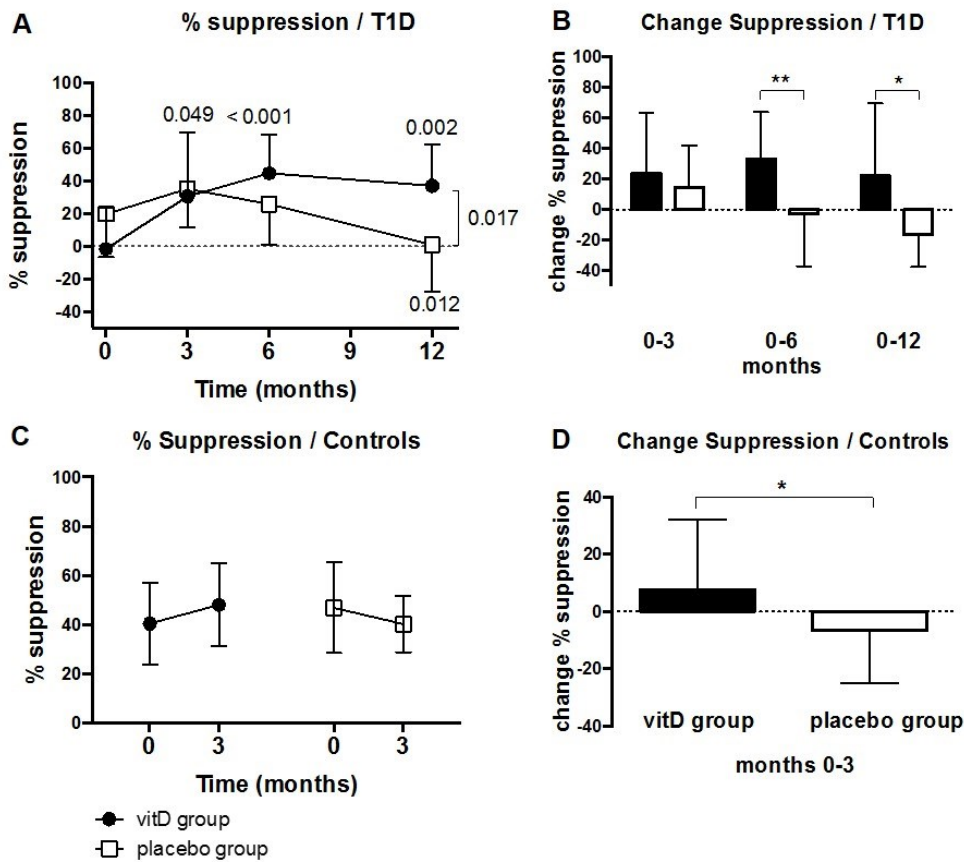 A
% suppression / T1D
% suppression
100
80
60
40
20
0
-20
-40
0.049
< 0.001
0.002
0.017
0.012
0 3 6 9 12
Time (months)
B
Change Suppression / T1D
change % suppression
100
80
60
40
20
0
-20
-40
**
*
0-3 0-6 0-12
months
C
% Suppression / Controls
% suppression
100
80
60
40
20
0
0 3 0 3
Time (months)
vitD group
placebo group
D
Change Suppression / Controls
change % suppression
40
20
0
-20
-40
*
vitD group placebo group
months 0-3